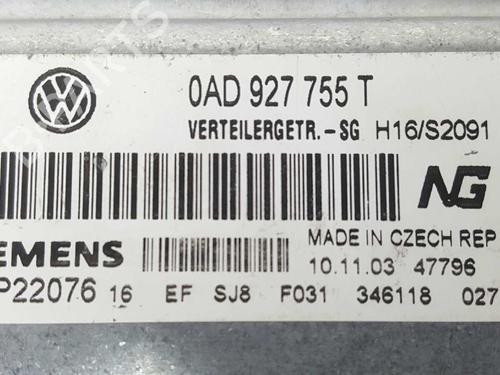 0AD 927 755 T
VERTEILERGETR.-SG H16/S2091
NG
EMENS
MADE IN CZECH REP
10.11.03 47796
P22076 16 EF SJ8 F031 346118 027